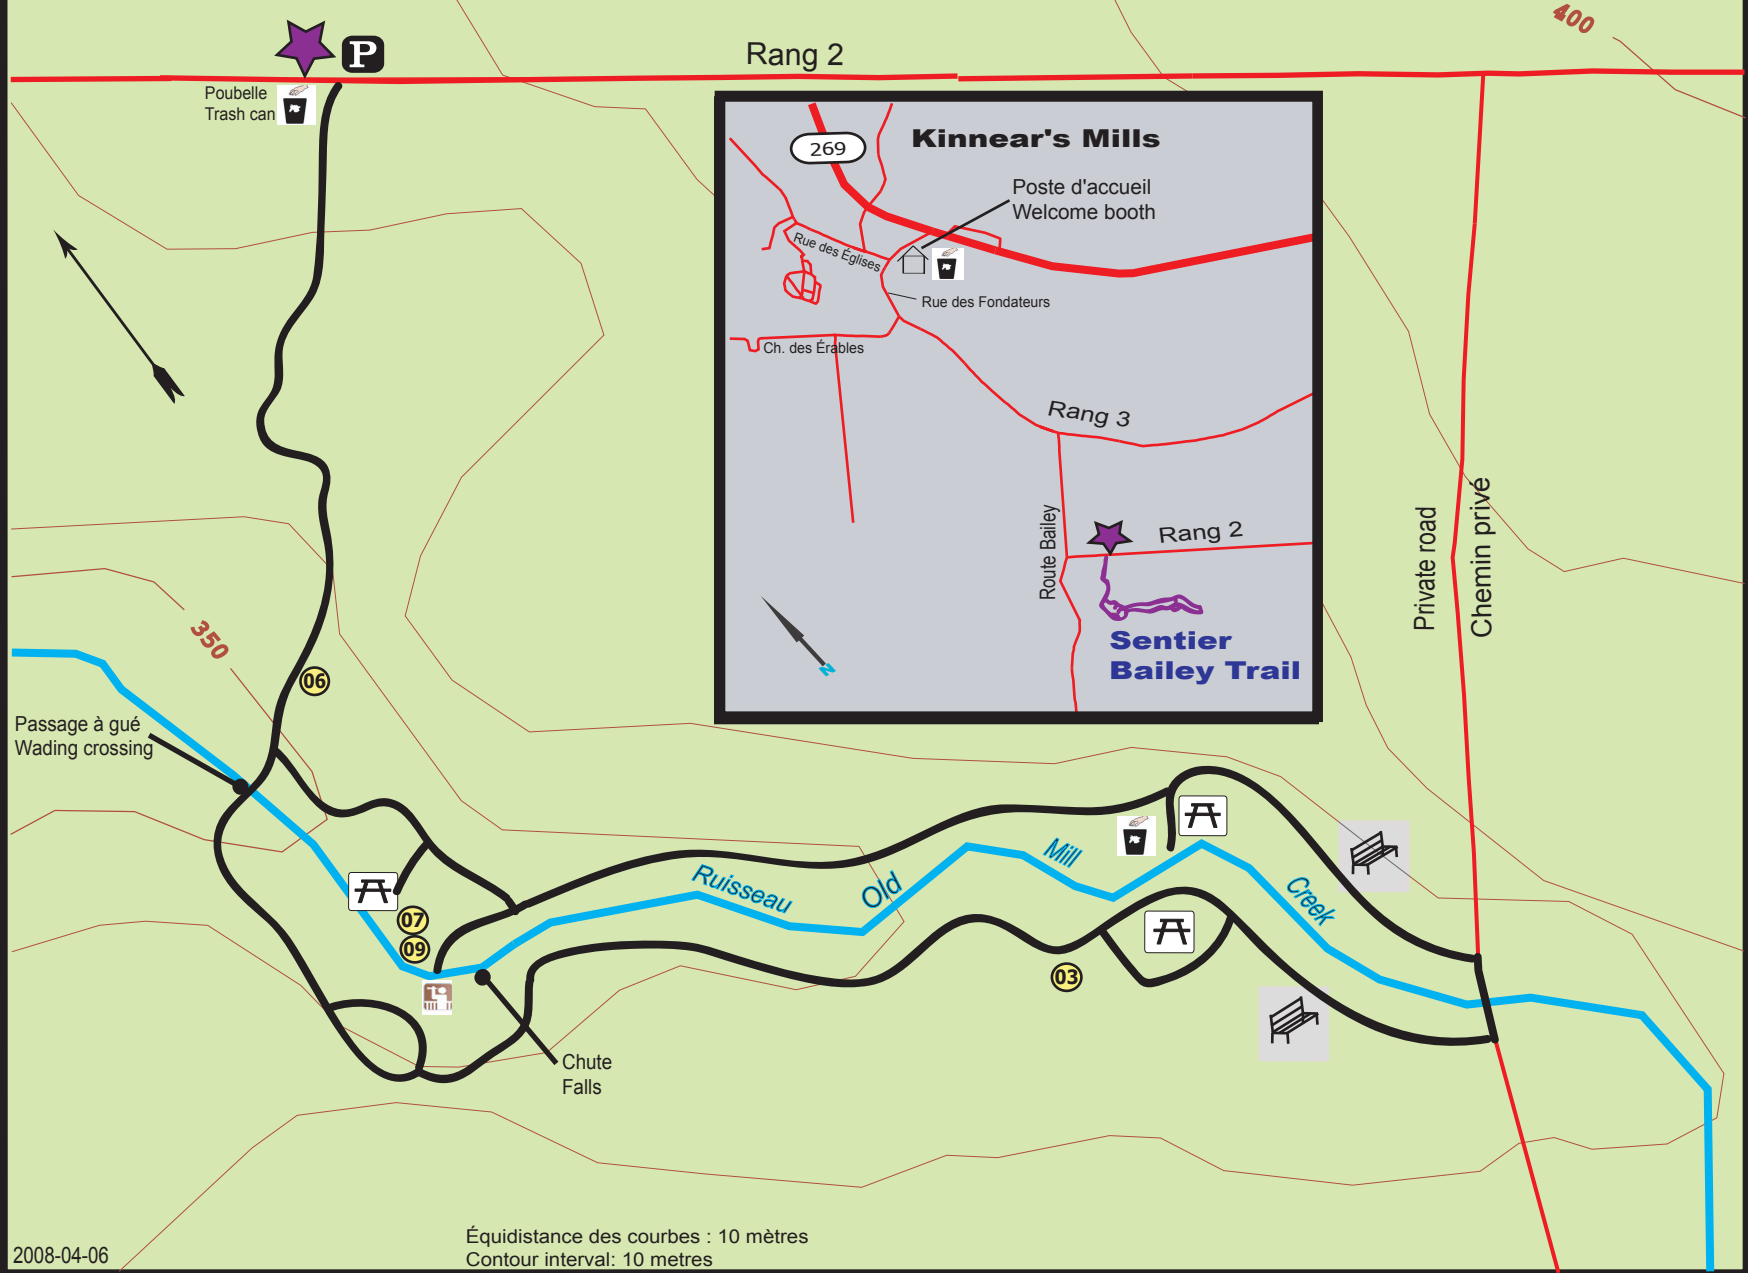 400
P
Rang 2
Poubelle
Trash can
Kinnear's Mills
269
Poste d'accueil
Welcome booth
Rue des Églises
Rue des Fondateurs
Ch. des Érables
Rang 3
Route Bailey
Rang 2
Sentier
Bailey Trail
N
Private road
Chemin privé
350
06
Passage à gué
Wading crossing
07
09
Ruisseau
Old
Mill
Creek
03
Chute
Falls
Équidistance des courbes : 10 mètres
Contour interval: 10 metres
2008-04-06